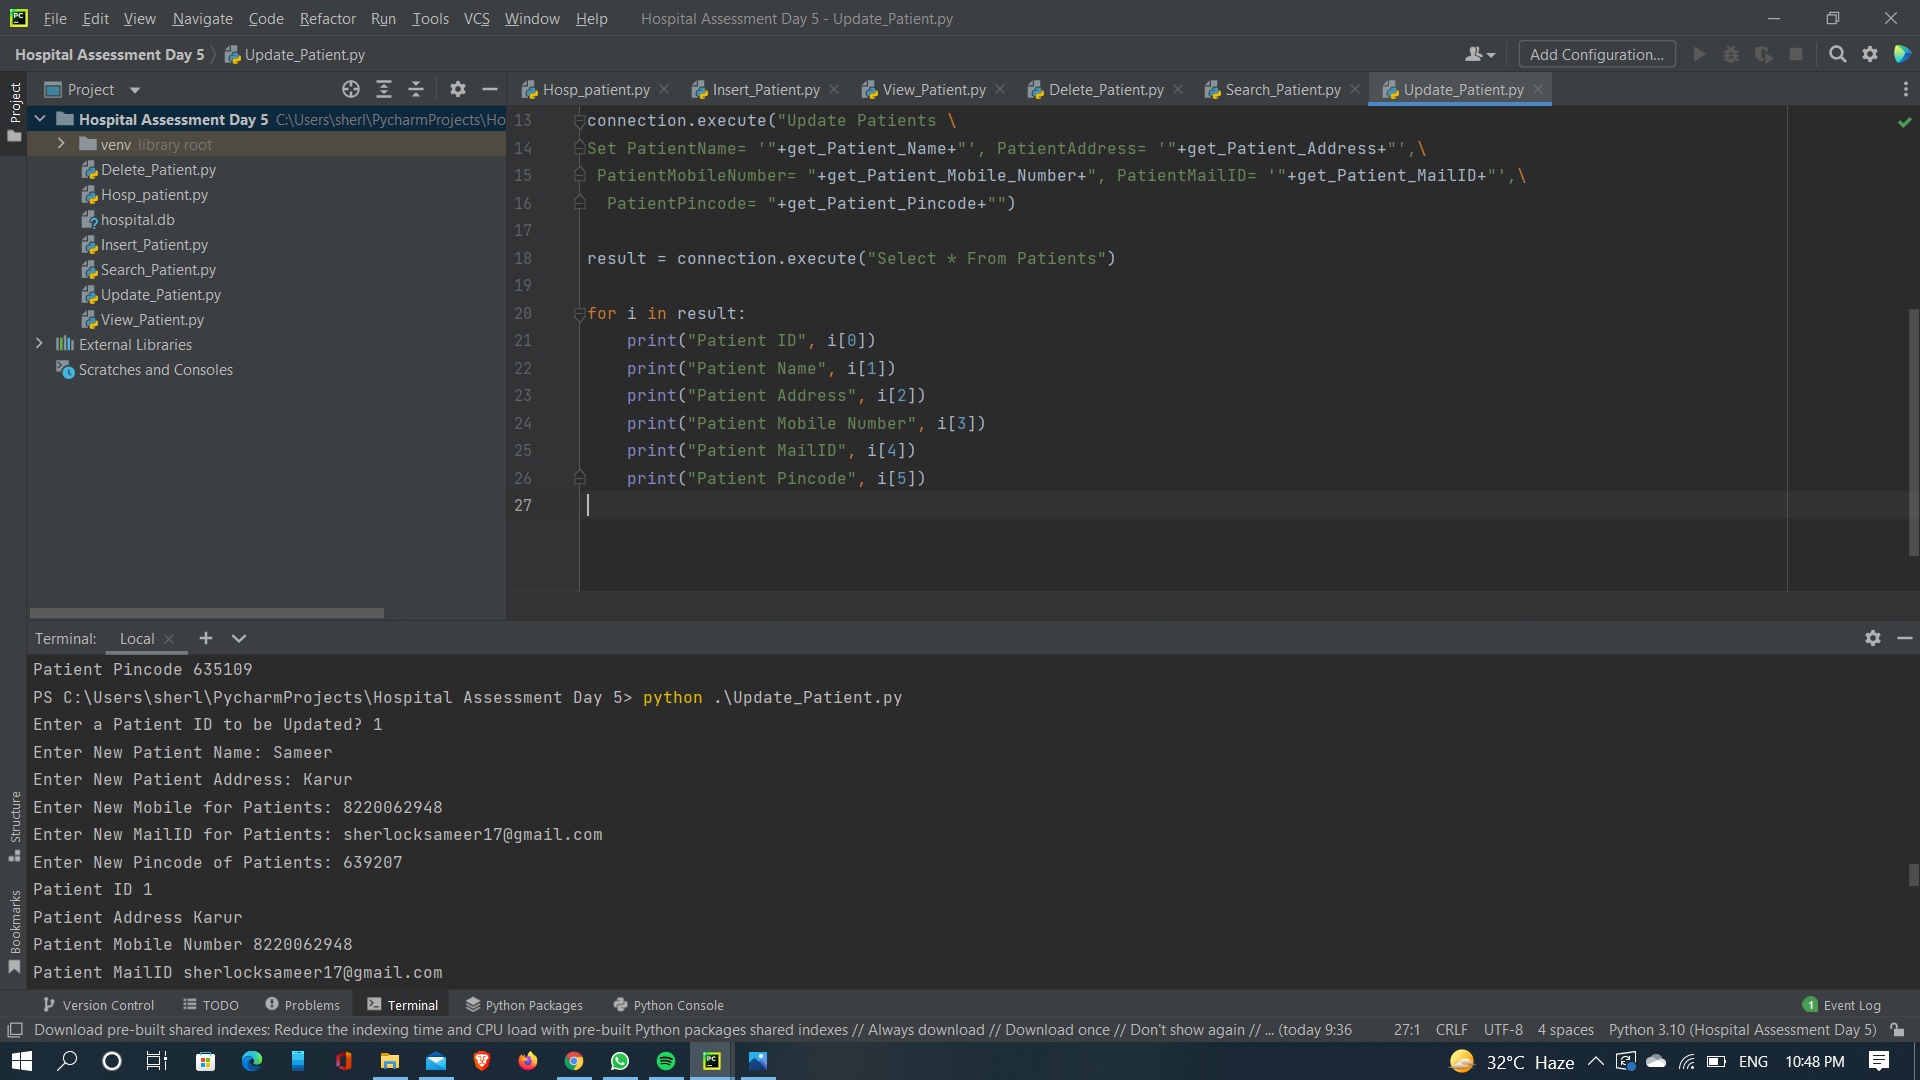 File Edit View Navigate Code Refactor Run Tools VCS Window Help Hospital Assessment Day 5 - Update_Patient.py
Hospital Assessment Day 5 Update_Patient.py Add Configuration...
Project
Project
Hosp_patient.py Insert_Patient.py View_Patient.py Delete_Patient.py Search_Patient.py Update_Patient.py
Hospital Assessment Day 5 C:\Users\sherl\PycharmProjects\Ho
venv library root
Delete_Patient.py
Hosp_patient.py
hospital.db
Insert_Patient.py
Search_Patient.py
Update_Patient.py
View_Patient.py
External Libraries
Scratches and Consoles
13 connection.execute("Update Patients \
14 Set PatientName= '"+get_Patient_Name+"', PatientAddress= '"+get_Patient_Address+"',\
15 PatientMobileNumber= "+get_Patient_Mobile_Number+", PatientMailID= '"+get_Patient_MailID+"',\
16 PatientPincode= "+get_Patient_Pincode+"")
17
18 result = connection.execute("Select * From Patients")
19
20 for i in result:
21 print("Patient ID", i[0])
22 print("Patient Name", i[1])
23 print("Patient Address", i[2])
24 print("Patient Mobile Number", i[3])
25 print("Patient MailID", i[4])
26 print("Patient Pincode", i[5])
27
Terminal: Local
Patient Pincode 635109
PS C:\Users\sherl\PycharmProjects\Hospital Assessment Day 5> python .\Update_Patient.py
Enter a Patient ID to be Updated? 1
Enter New Patient Name: Sameer
Enter New Patient Address: Karur
Enter New Mobile for Patients: 8220062948
Enter New MailID for Patients: sherlocksameer17@gmail.com
Enter New Pincode of Patients: 639207
Patient ID 1
Patient Address Karur
Patient Mobile Number 8220062948
Patient MailID sherlocksameer17@gmail.com
Structure
Bookmarks
Version Control TODO Problems Terminal Python Packages Python Console 1 Event Log
Download pre-built shared indexes: Reduce the indexing time and CPU load with pre-built Python packages shared indexes // Always download // Download once // Don't show again // ... (today 9:36 27:1 CRLF UTF-8 4 spaces Python 3.10 (Hospital Assessment Day 5)
32°C Haze ENG 10:48 PM